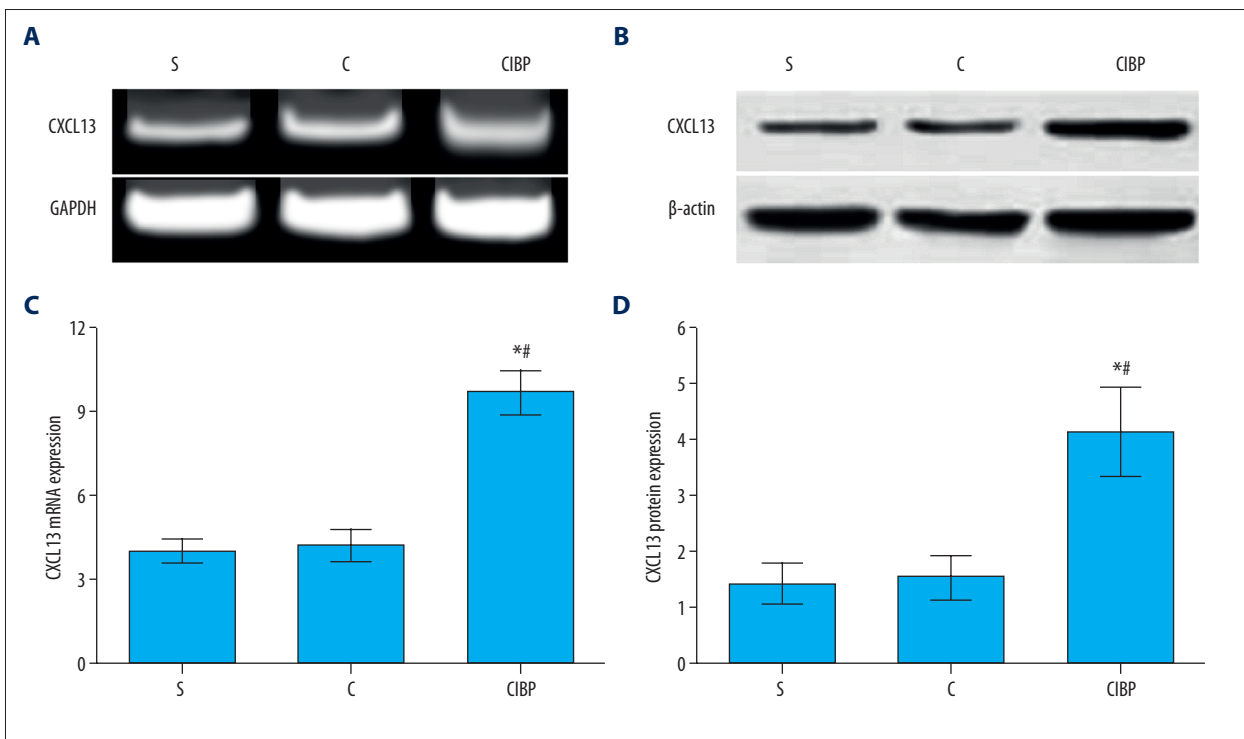 A
S C CIBP
CXCL13
GAPDH
B
S C CIBP
CXCL13
β-actin
C
12
9
6
3
0
CXCL13 mRNA expression
*#
S C CIBP
D
6
5
4
3
2
1
0
CXCL13 protein expression
*#
S C CIBP